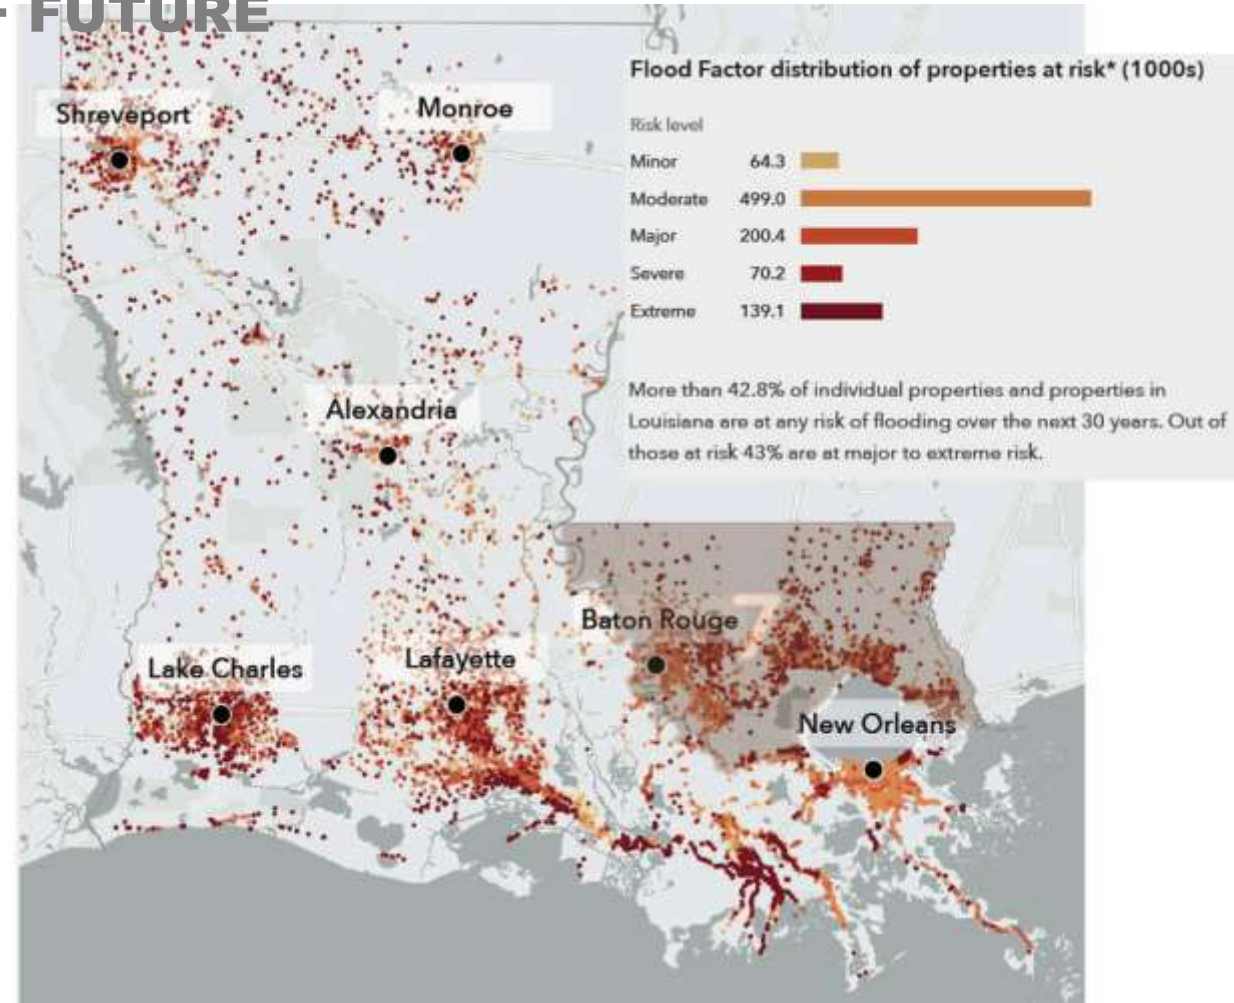 FUTURE
Flood Factor distribution of properties at risk* (1000s)
Risk level
Minor 64.3
Moderate 499.0
Major 200.4
Severe 70.2
Extreme 139.1
More than 42.8% of individual properties and properties in
Louisiana are at any risk of flooding over the next 30 years. Out of
those at risk 43% are at major to extreme risk.
Shreveport
Monroe
Alexandria
Baton Rouge
7
Lake Charles
Lafayette
New Orleans